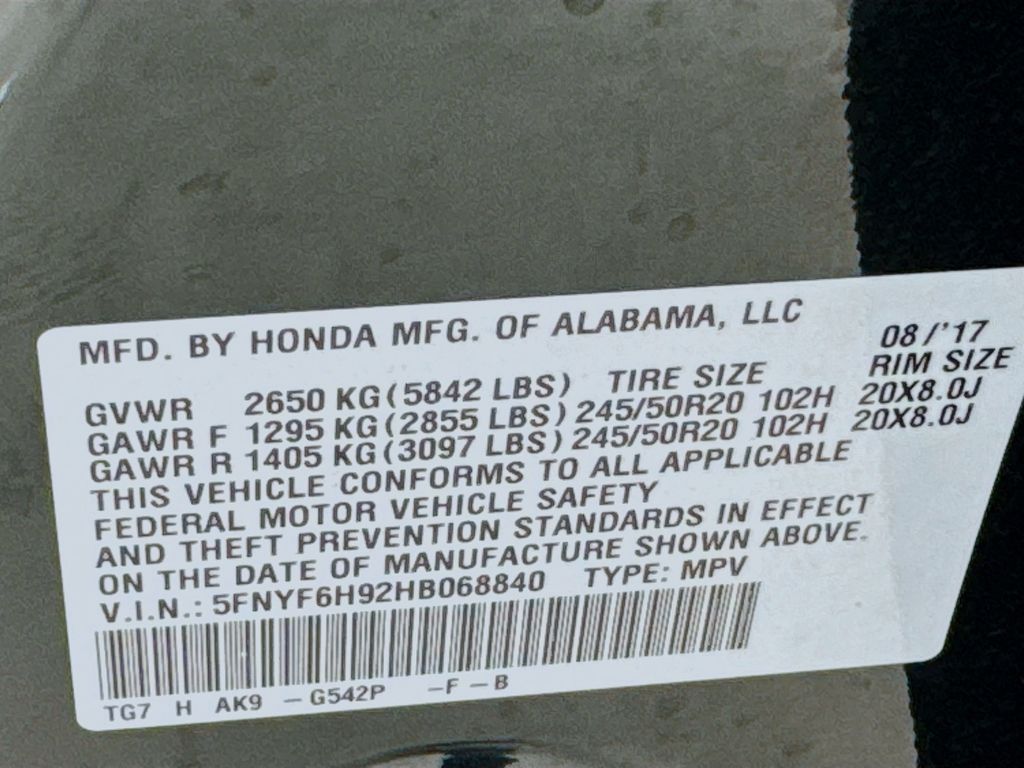 MFD. BY HONDA MFG. OF ALABAMA, LLC 08/'17
GVWR 2650 KG (5842 LBS) TIRE SIZE RIM SIZE
GAWR F 1295 KG (2855 LBS) 245/50R20 102H 20X8.0J
GAWR R 1405 KG (3097 LBS) 245/50R20 102H 20X8.0J
THIS VEHICLE CONFORMS TO ALL APPLICABLE
FEDERAL MOTOR VEHICLE SAFETY
AND THEFT PREVENTION STANDARDS IN EFFECT
ON THE DATE OF MANUFACTURE SHOWN ABOVE.
V.I.N.: 5FNYF6H92HB068840 TYPE: MPV
TG7 H AK9 -G542P -F-B